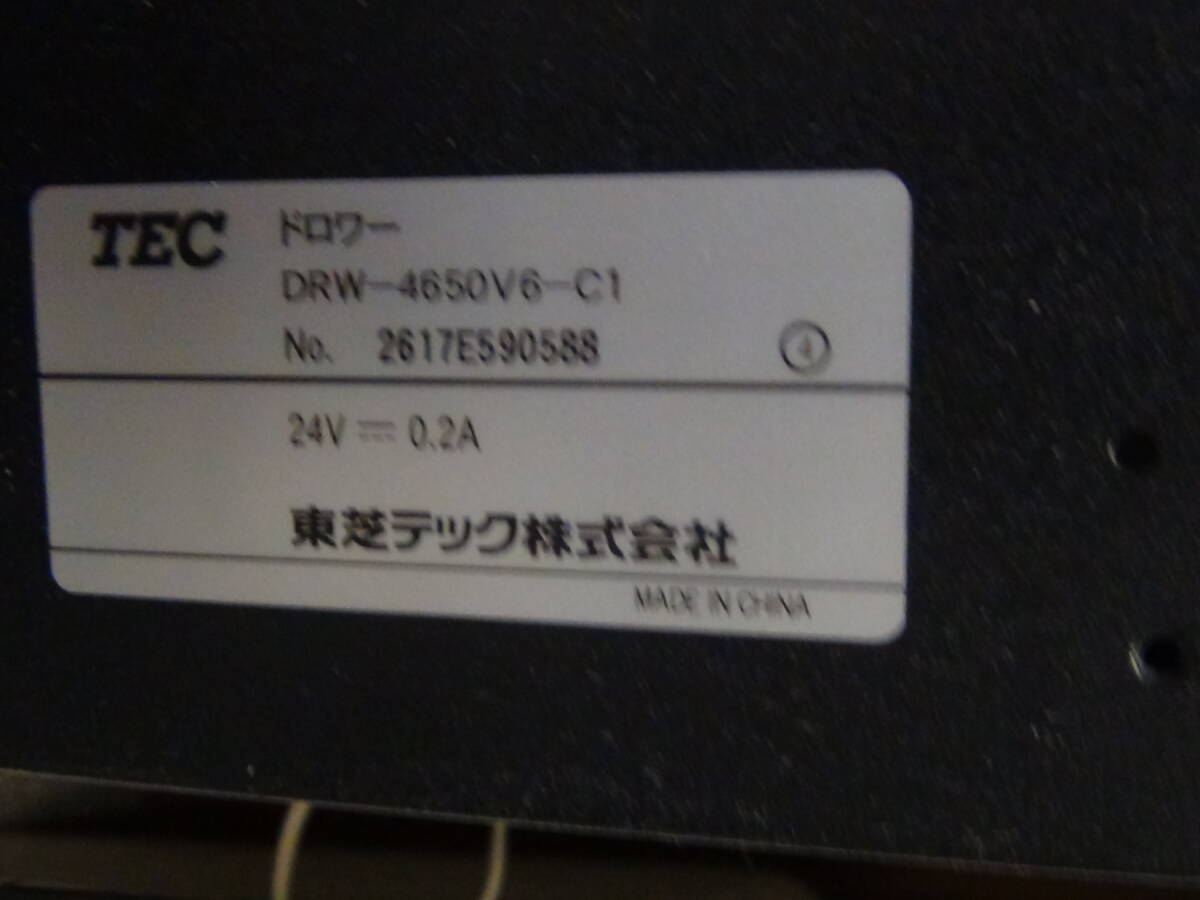 TEC ドロワー
DRW-4650V6-C1
No. 2617E590588 ④
24V ⎓ 0.2A
東芝テック株式会社
MADE IN CHINA